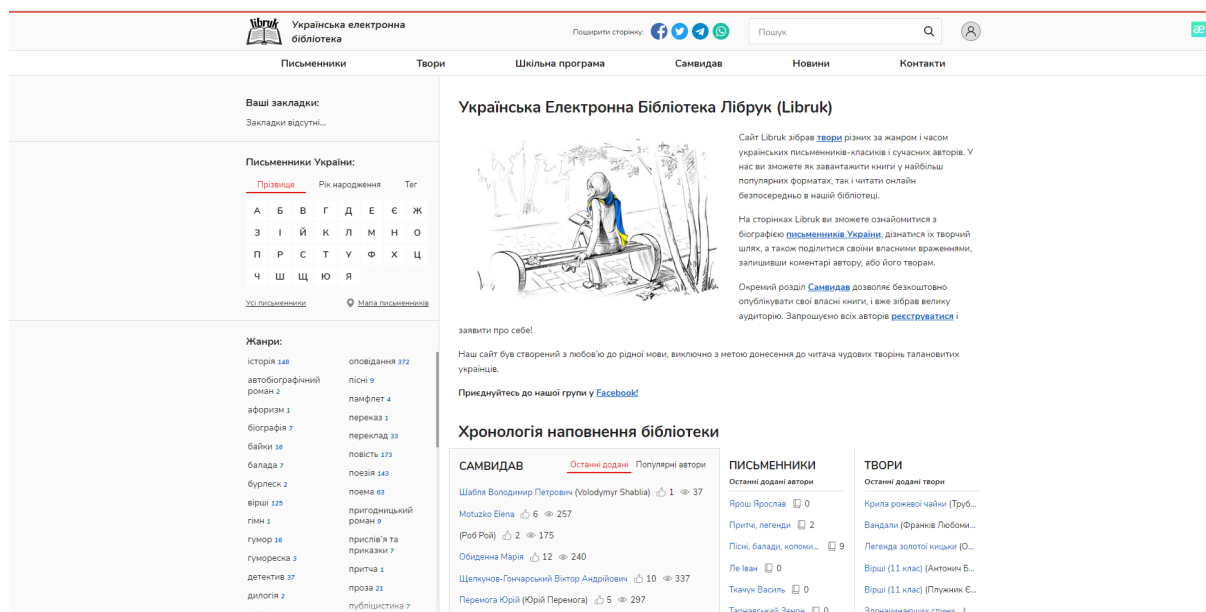 libruk
Українська електронна
бібліотека
Поширити сторінку:
Пошук
æ
Письменники Твори Шкільна програма Самвидав Новини Контакти
Ваші закладки:
Закладки відсутні...
Письменники України:
Прізвище Рік народження Тег
А Б В Г Д Е Є Ж
З І Й К Л М Н О
П Р С Т У Ф Х Ц
Ч Ш Щ Ю Я
Усі письменники Мапа письменників
Жанри:
історія 148
автобіографічний
роман 2
афоризм 1
біографія 7
байки 16
балада 7
бурлеск 2
вірші 125
гімн 1
гумор 16
гумореска 3
детектив 37
дилогія 2
оповідання 372
пісні 9
памфлет 4
переказ 1
переклад 33
повість 173
поезія 143
поема 63
пригодницький
роман 9
прислів'я та
приказки 7
притча 1
проза 21
публіцистика 7
Українська Електронна Бібліотека Лібрук (Libruk)
Сайт Libruk зібрав твори різних за жанром і часом
українських письменників-класиків і сучасних авторів. У
нас ви зможете як завантажити книги у найбільш
популярних форматах, так і читати онлайн
безпосередньо в нашій бібліотеці.
На сторінках Libruk ви зможете ознайомитися з
біографією письменників України, дізнатися їх творчий
шлях, а також поділитися своїми власними враженнями,
залишивши коментарі автору, або його творам.
Окремий розділ Самвидав дозволяє безкоштовно
опублікувати свої власні книги, і вже зібрав велику
аудиторію. Запрошуємо всіх авторів реєструватися і
заявити про себе!
Наш сайт був створений з любов'ю до рідної мови, виключно з метою донесення до читача чудових творінь талановитих
українців.
Приєднуйтесь до нашої групи у Facebook!
Хронологія наповнення бібліотеки
САМВИДАВ Останні додані Популярні автори
Шабля Володимир Петрович (Volodymyr Shablia) 1 37
Motuzko Elena 6 257
(Роб Рой) 2 175
Обиденна Марія 12 240
Щелкунов-Гончарський Віктор Андрійович 10 337
Перемога Юрій (Юрій Перемога) 5 297
ПИСЬМЕННИКИ
Останні додані автори
Ярош Ярослав 0
Притчі, легенди 2
Пісні, балади, коломи... 9
Ле Іван 0
Ткачук Василь 0
Тарнавський Зенон 0
ТВОРИ
Останні додані твори
Крила рожевої чайки (Труб...
Вандали (Франків Любоми...
Легенда золотої кицьки (О...
Вірші (11 клас) (Антонич Б...
Вірші (11 клас) (Плужник Є...